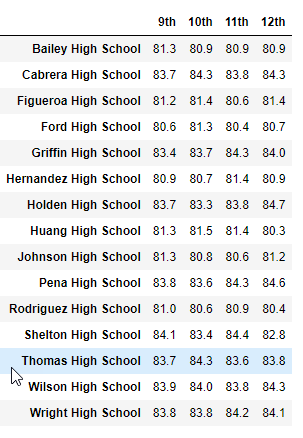 9th 10th 11th 12th
Bailey High School 81.3 80.9 80.9 80.9
Cabrera High School 83.7 84.3 83.8 84.3
Figueroa High School 81.2 81.4 80.6 81.4
Ford High School 80.6 81.3 80.4 80.7
Griffin High School 83.4 83.7 84.3 84.0
Hernandez High School 80.9 80.7 81.4 80.9
Holden High School 83.7 83.3 83.8 84.7
Huang High School 81.3 81.5 81.4 80.3
Johnson High School 81.3 80.8 80.6 81.2
Pena High School 83.8 83.6 84.3 84.6
Rodriguez High School 81.0 80.6 80.9 80.4
Shelton High School 84.1 83.4 84.4 82.8
Thomas High School 83.7 84.3 83.6 83.8
Wilson High School 83.9 84.0 83.8 84.3
Wright High School 83.8 83.8 84.2 84.1